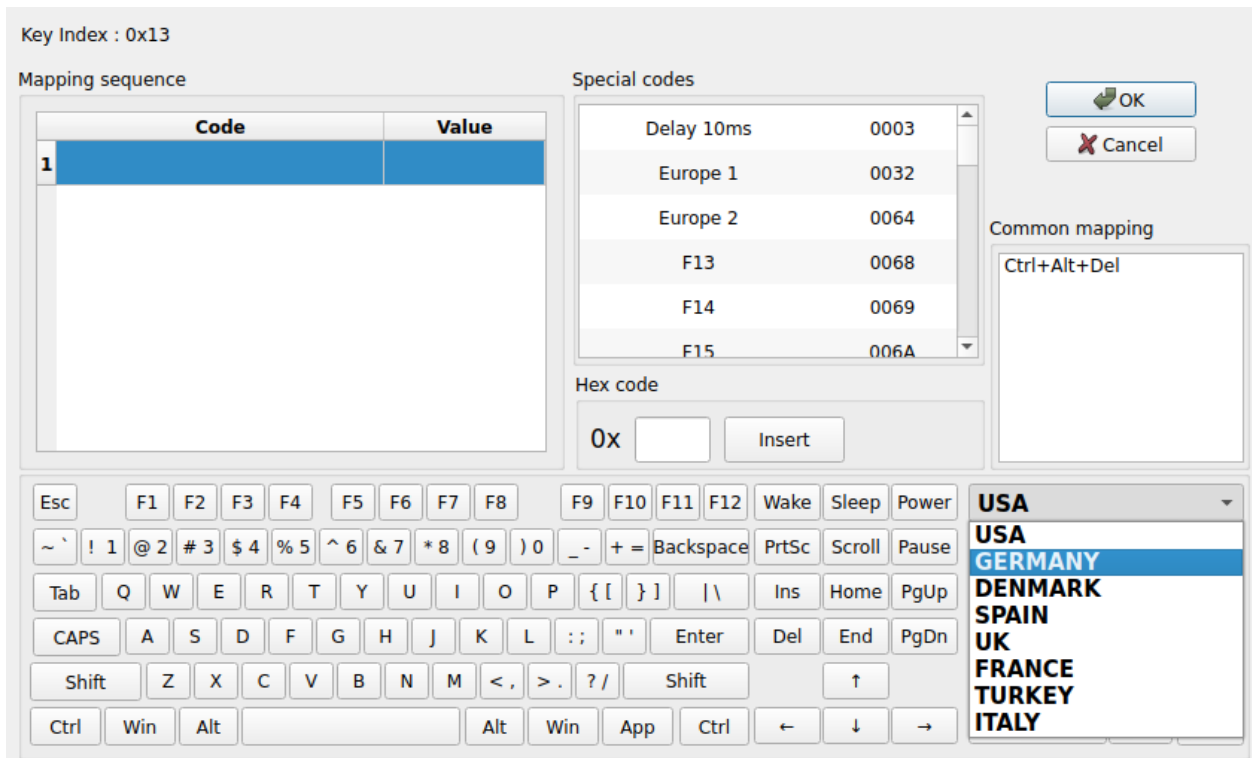 Key Index : 0x13
Mapping sequence
Code Value
1
Special codes
Delay 10ms 0003
Europe 1 0032
Europe 2 0064
F13 0068
F14 0069
F15 006A
OK
Cancel
Common mapping
Ctrl+Alt+Del
Hex code
0x Insert
Esc F1 F2 F3 F4 F5 F6 F7 F8 F9 F10 F11 F12 Wake Sleep Power
~ ` ! 1 @ 2 # 3 $ 4 % 5 ^ 6 & 7 * 8 ( 9 ) 0 _ - + = Backspace PrtSc Scroll Pause
Tab Q W E R T Y U I O P { [ } ] | \ Ins Home PgUp
CAPS A S D F G H J K L : ; " ' Enter Del End PgDn
Shift Z X C V B N M < , > . ? / Shift ↑
Ctrl Win Alt Alt Win App Ctrl ← ↓ →
USA
USA
GERMANY
DENMARK
SPAIN
UK
FRANCE
TURKEY
ITALY